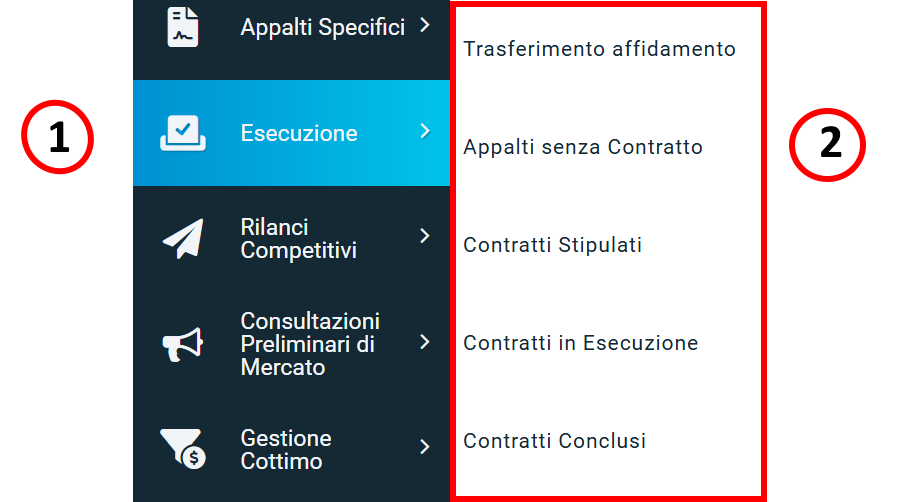 1
Appalti Specifici
Esecuzione
Rilanci
Competitivi
Consultazioni
Preliminari di
Mercato
Gestione
Cottimo
$
Trasferimento affidamento
Appalti senza Contratto
Contratti Stipulati
Contratti in Esecuzione
Contratti Conclusi
2